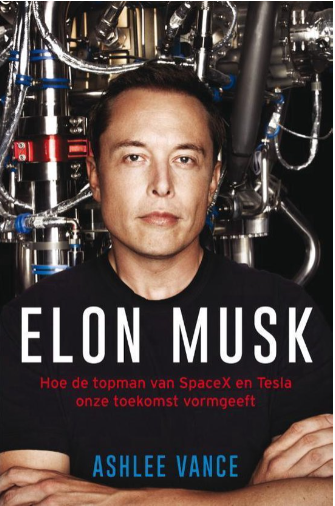 ELON MUSK
Hoe de topman van SpaceX en Tesla
onze toekomst vormgeeft
ASHLEE VANCE